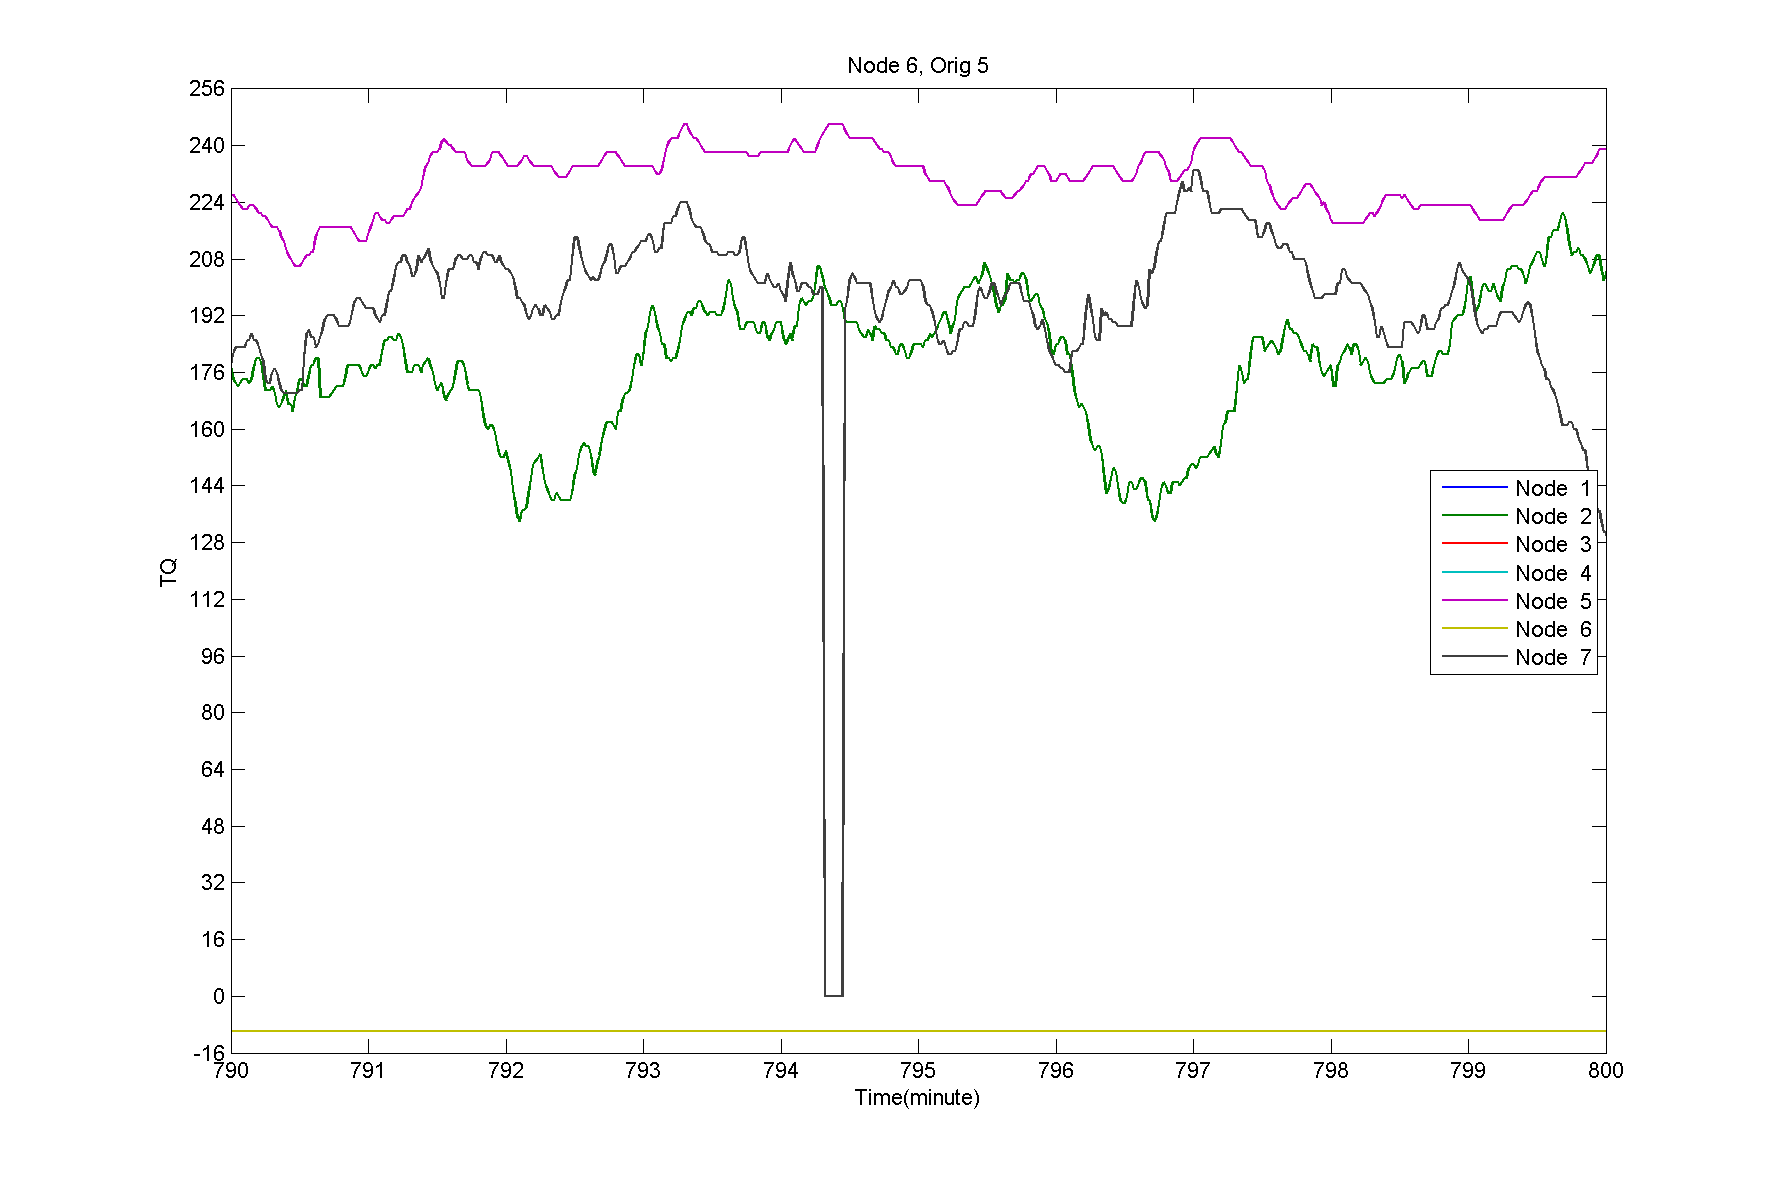 Node 6, Orig 5
256
240
224
208
192
176
160
144
128
112
96
80
64
48
32
16
0
-16
TQ
Node 1
Node 2
Node 3
Node 4
Node 5
Node 6
Node 7
790 791 792 793 794 795 796 797 798 799 800
Time(minute)